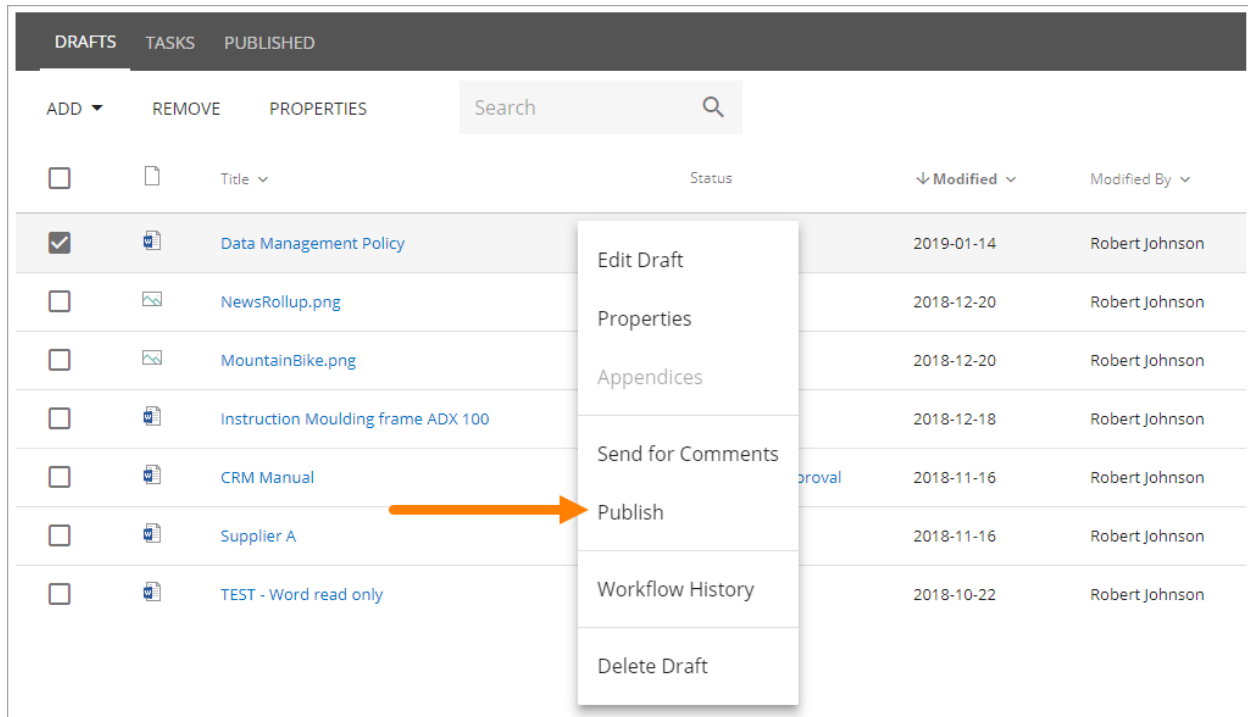 DRAFTS TASKS PUBLISHED
ADD REMOVE PROPERTIES Search
Title Status Modified Modified By
Data Management Policy 2019-01-14 Robert Johnson
Edit Draft
NewsRollup.png 2018-12-20 Robert Johnson
Properties
MountainBike.png 2018-12-20 Robert Johnson
Appendices
Instruction Moulding frame ADX 100 2018-12-18 Robert Johnson
Send for Comments
CRM Manual proval 2018-11-16 Robert Johnson
Publish
Supplier A 2018-11-16 Robert Johnson
Workflow History
TEST - Word read only 2018-10-22 Robert Johnson
Delete Draft